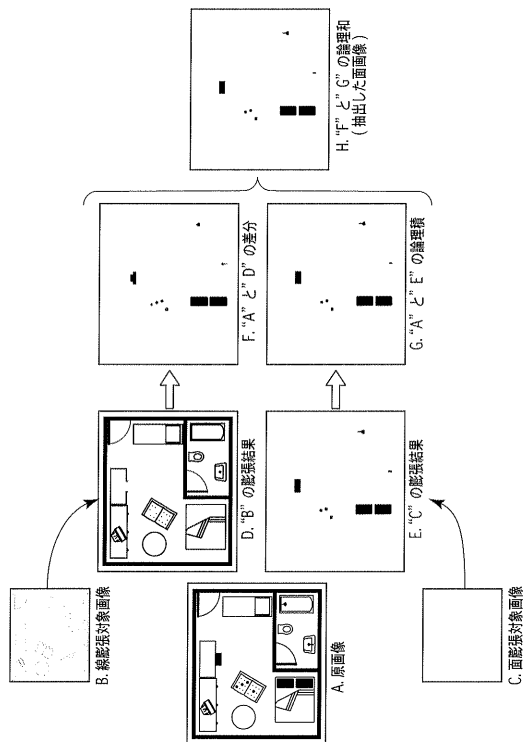 B. 線膨張対象画像
A. 原画像
C. 面膨張対象画像
D. “B” の膨張結果
E. “C” の膨張結果
F. “A” と” D” の差分
G. “A” と” E” の論理積
H. “F” と” G” の論理和
( 抽出した面画像)